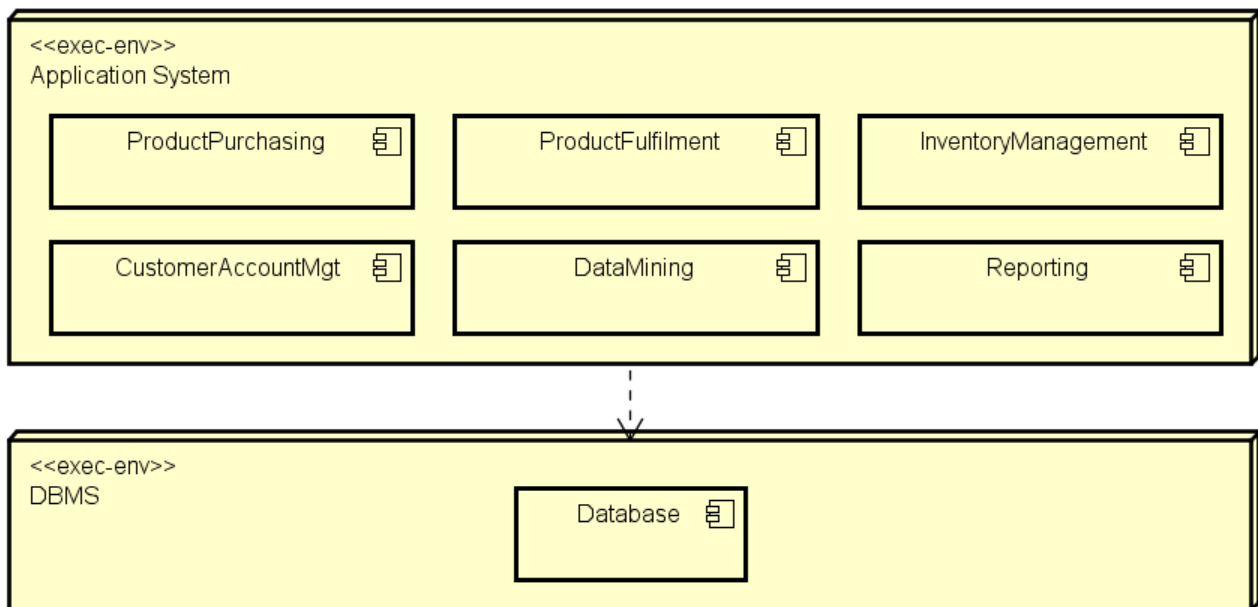 <<exec-env>>
Application System
ProductPurchasing
ProductFulfilment
InventoryManagement
CustomerAccountMgt
DataMining
Reporting
<<exec-env>>
DBMS
Database